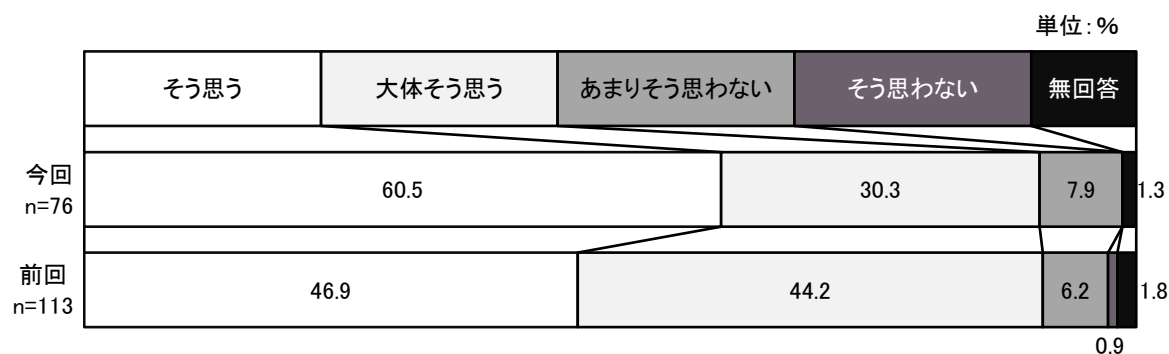 単位：%
そう思う 大体そう思う あまりそう思わない そう思わない 無回答
今回
n=76
60.5 30.3 7.9 1.3
前回
n=113
46.9 44.2 6.2 1.8
0.9